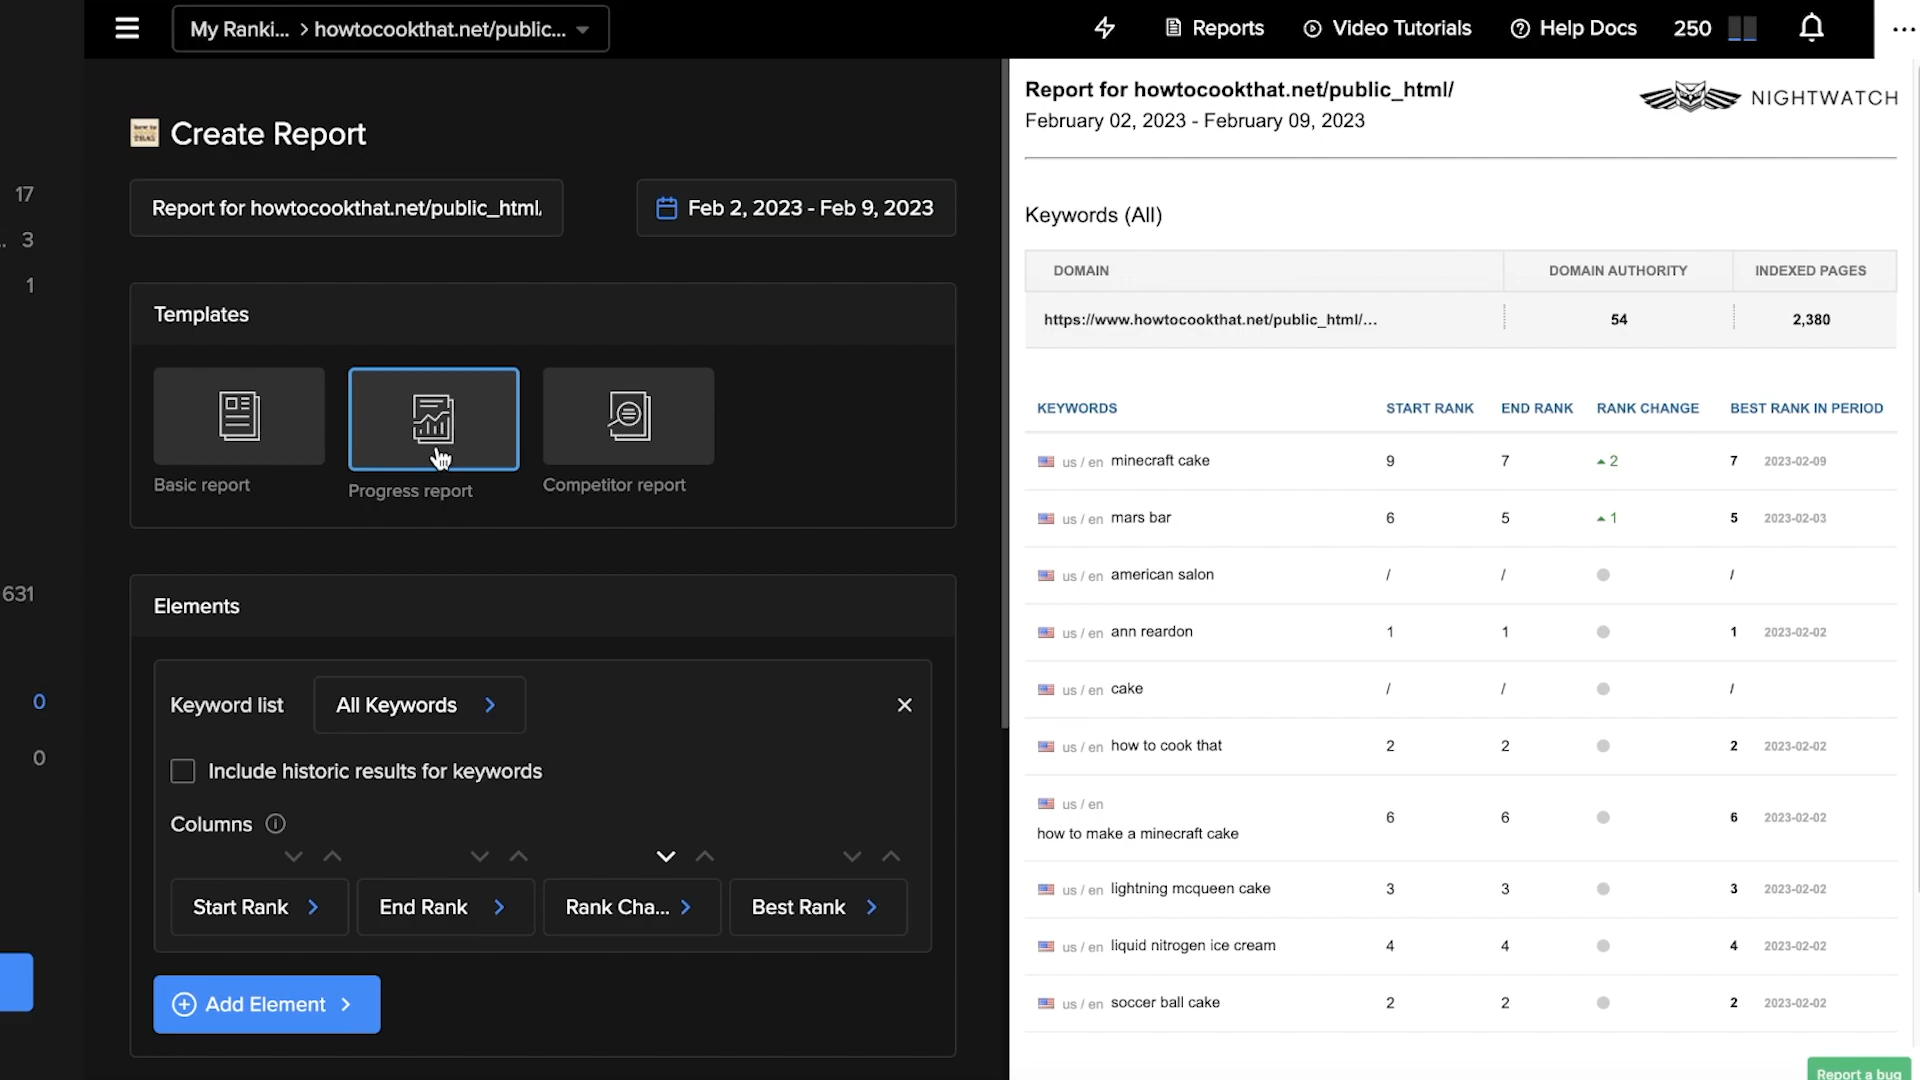 My Ranki... > howtocookthat.net/public...
Reports
Video Tutorials
Help Docs
250
17
.. 3
1
631
0
0
Create Report
Report for howtocookthat.net/public_html,
Feb 2, 2023 - Feb 9, 2023
Templates
Basic report
Progress report
Competitor report
Elements
Keyword list
All Keywords
Include historic results for keywords
Columns
Start Rank
End Rank
Rank Cha...
Best Rank
Add Element
Report for howtocookthat.net/public_html/
February 02, 2023 - February 09, 2023
NIGHTWATCH
Keywords (All)
DOMAIN DOMAIN AUTHORITY INDEXED PAGES
https://www.howtocookthat.net/public_html/... 54 2,380
KEYWORDS START RANK END RANK RANK CHANGE BEST RANK IN PERIOD
us / en minecraft cake 9 7 2 7 2023-02-09
us / en mars bar 6 5 1 5 2023-02-03
us / en american salon / / /
us / en ann reardon 1 1 1 2023-02-02
us / en cake / / /
us / en how to cook that 2 2 2 2023-02-02
us / en
how to make a minecraft cake 6 6 6 2023-02-02
us / en lightning mcqueen cake 3 3 3 2023-02-02
us / en liquid nitrogen ice cream 4 4 4 2023-02-02
us / en soccer ball cake 2 2 2 2023-02-02
Report a bug